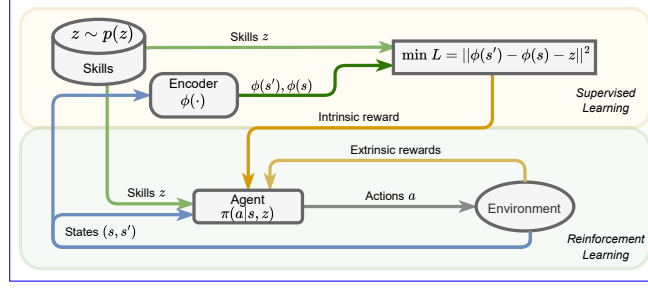 z ∼ p(z)
Skills
Skills z
min L = ||ϕ(s′) − ϕ(s) − z||²
Encoder
ϕ(·)
ϕ(s′), ϕ(s)
Supervised
Learning
Intrinsic reward
Extrinsic rewards
Skills z
Agent
π(a|s, z)
Actions a
Environment
States (s, s′)
Reinforcement
Learning